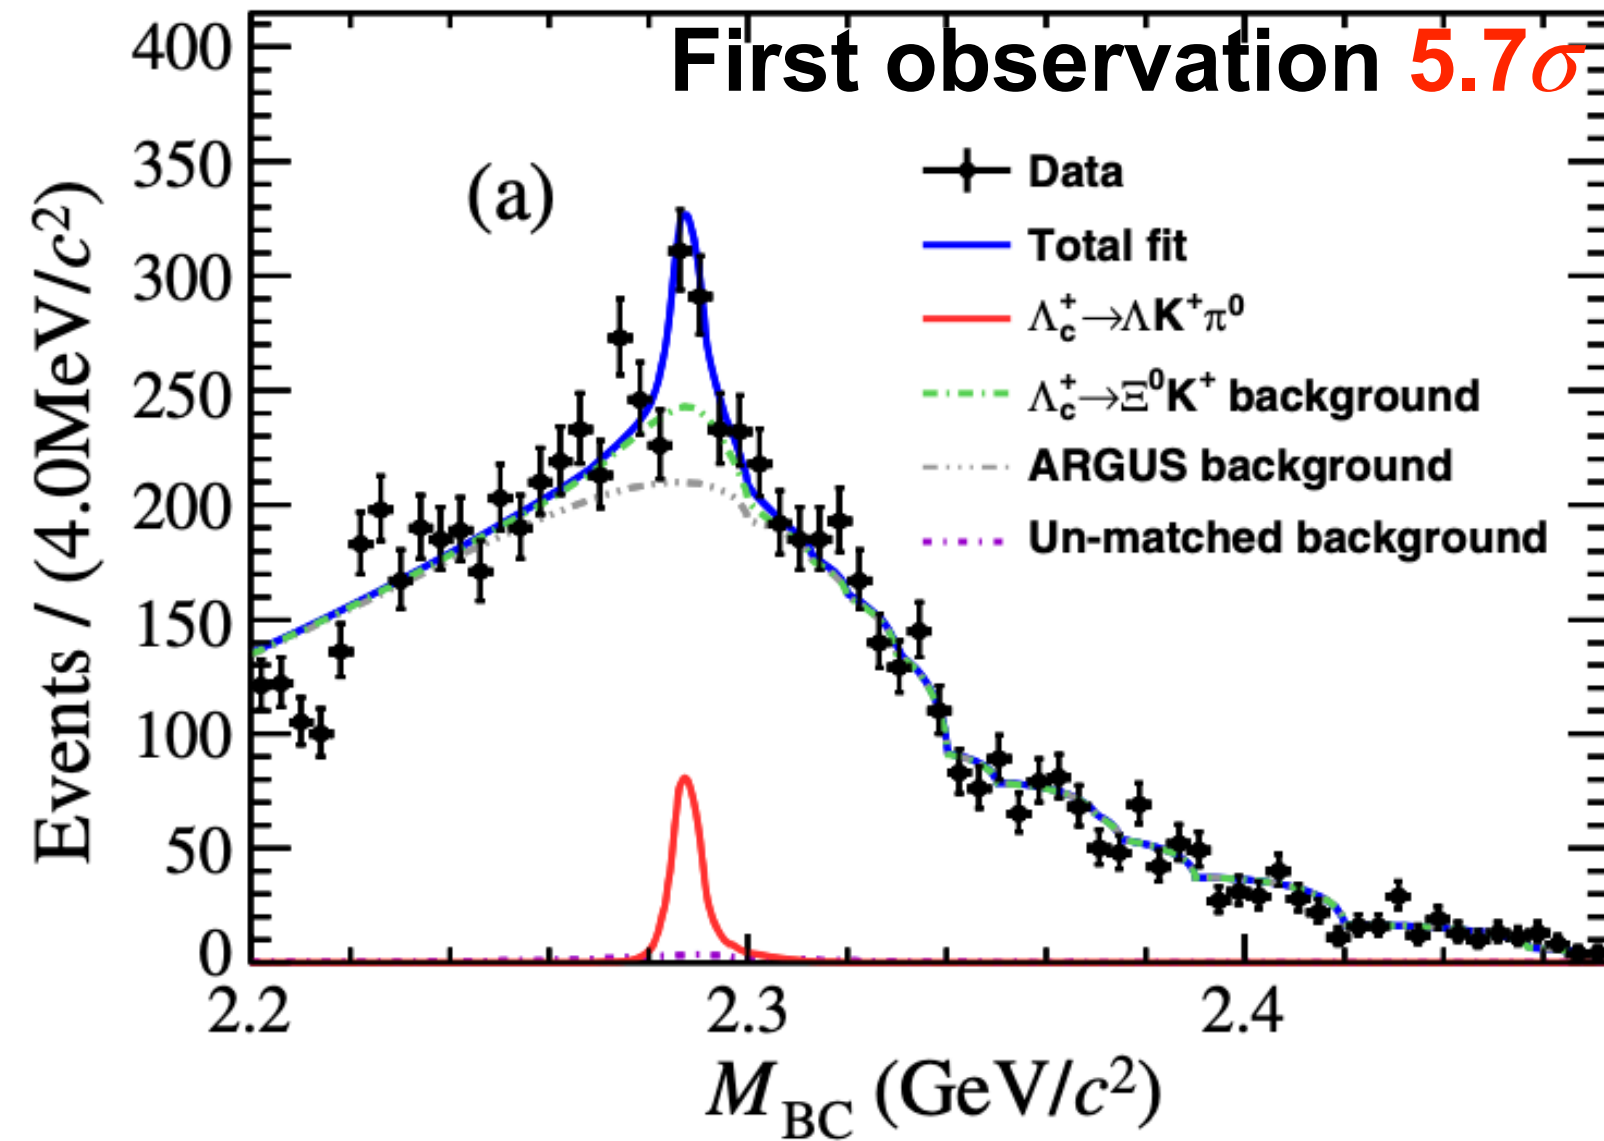 First observation 5.7σ
(a)
Data
Total fit
Λc⁺→ΛK⁺π⁰
Λc⁺→Ξ⁰K⁺ background
ARGUS background
Un-matched background
Events / (4.0MeV/c²)
400
350
300
250
200
150
100
50
0
2.2 2.3 2.4
M_BC (GeV/c²)